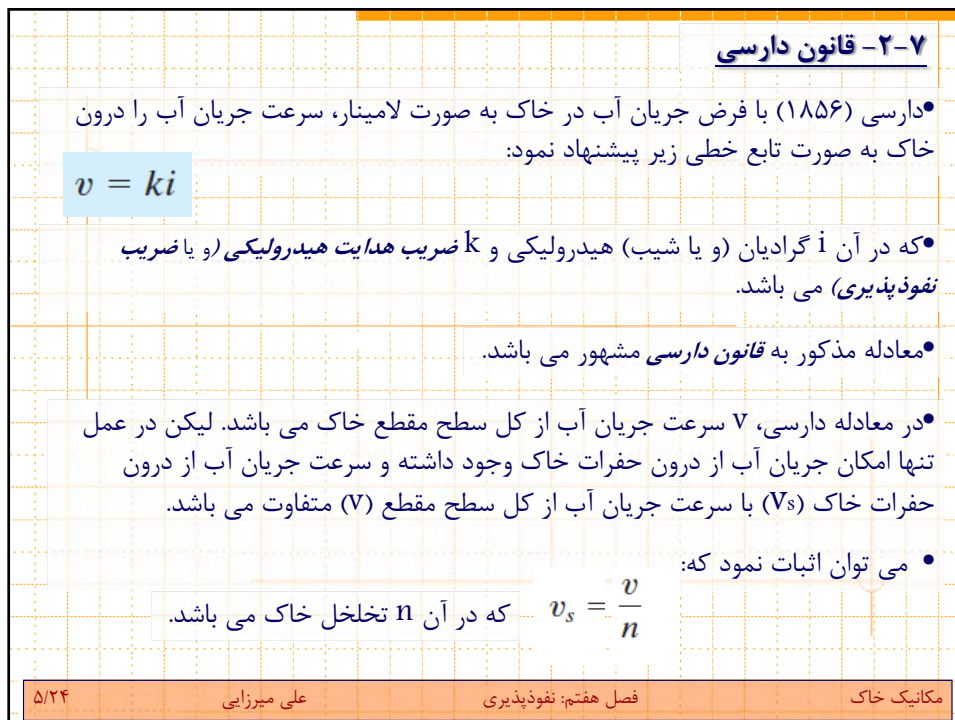 ۲-۷- قانون دارسی
•دارسی (۱۸۵۶) با فرض جریان آب در خاک به صورت لامینار، سرعت جریان آب را درون
خاک به صورت تابع خطی زیر پیشنهاد نمود:
v = ki
•که در آن i گرادیان (و یا شیب) هیدرولیکی و k ضریب هدایت هیدرولیکی (و یا ضریب
نفوذپذیری) می باشد.
•معادله مذکور به قانون دارسی مشهور می باشد.
•در معادله دارسی، v سرعت جریان آب از کل سطح مقطع خاک می باشد. لیکن در عمل
تنها امکان جریان آب از درون حفرات خاک وجود داشته و سرعت جریان آب از درون
حفرات خاک (Vs) با سرعت جریان آب از کل سطح مقطع (v) متفاوت می باشد.
• می توان اثبات نمود که:
v_s = v/n که در آن n تخلخل خاک می باشد.
مکانیک خاک فصل هفتم: نفوذپذیری علی میرزایی ۵/۲۴